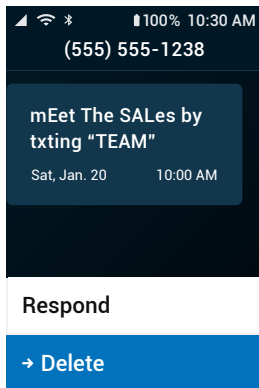 100% 10:30 AM
(555) 555-1238
mEet The SALes by
txting “TEAM”
Sat, Jan. 20 10:00 AM
Respond
→ Delete